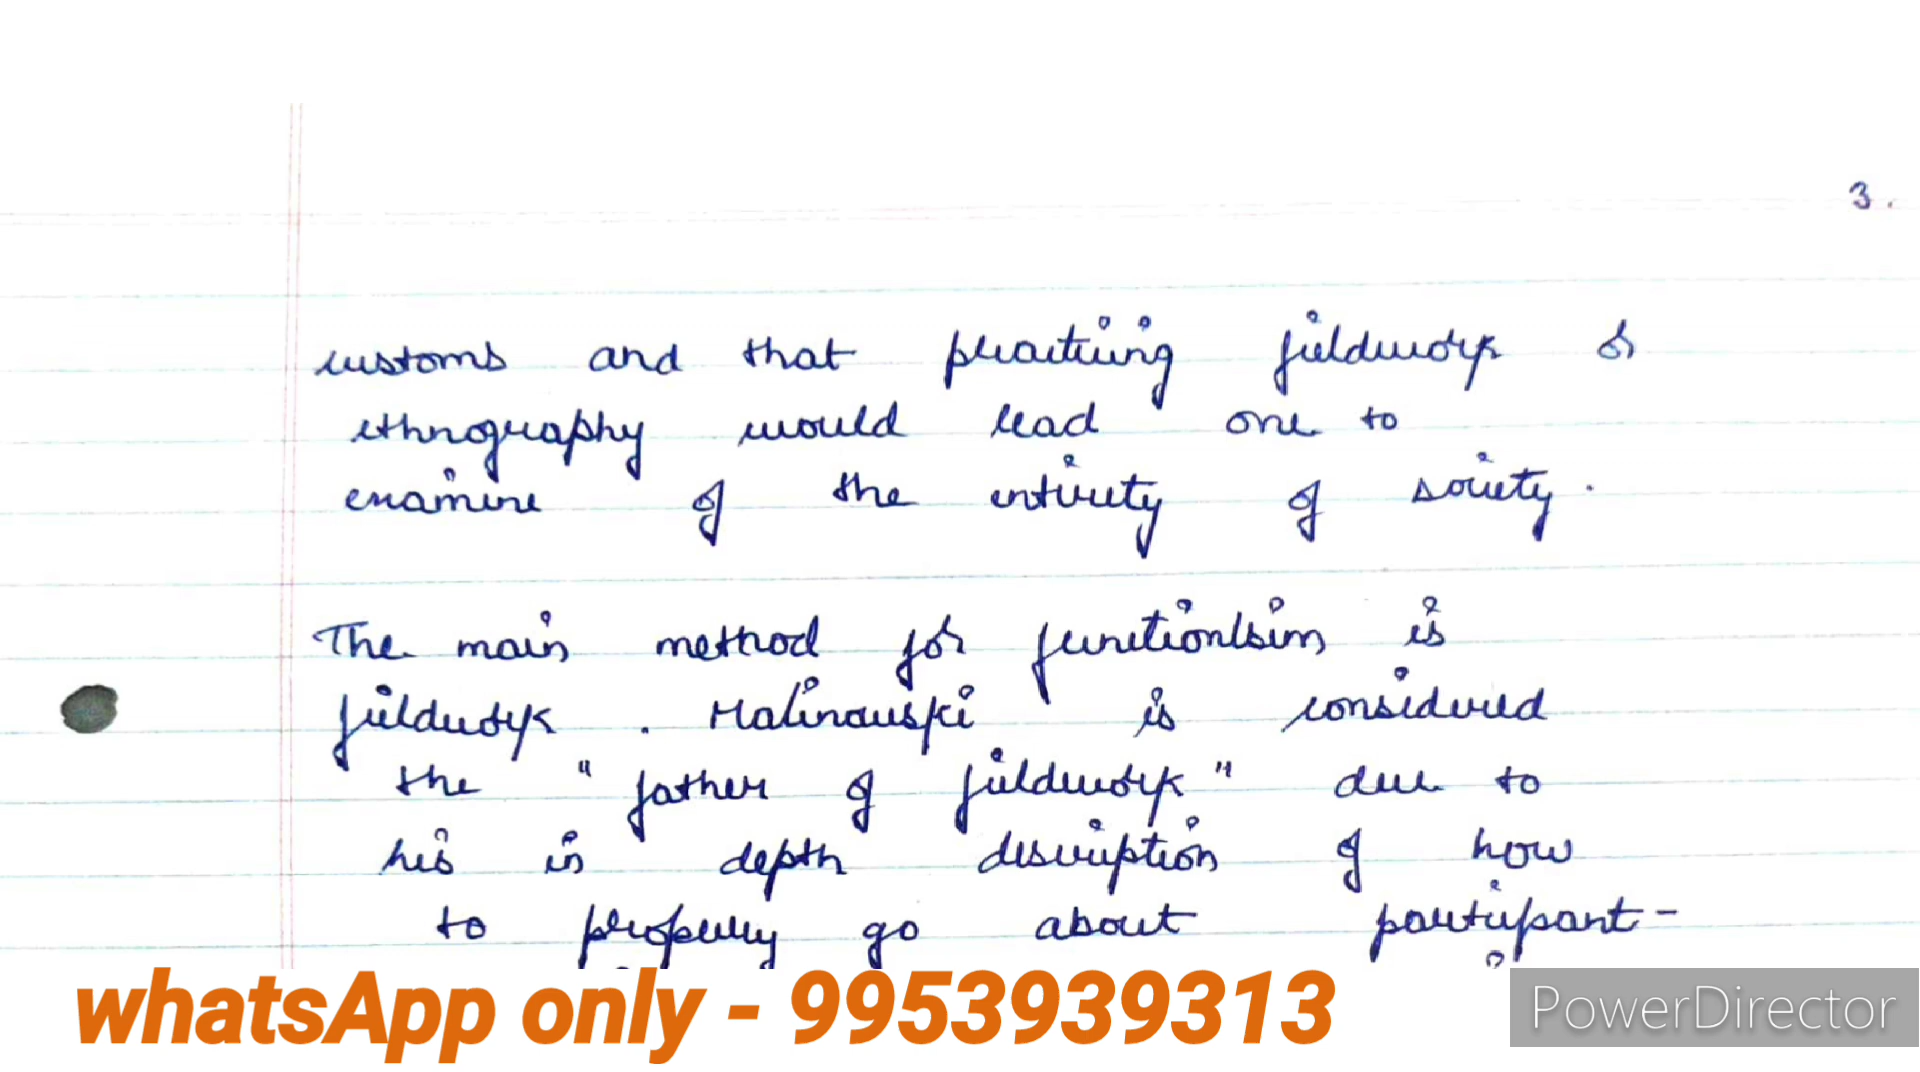 3.
customs and that practicing fieldwork or
ethnography would lead one to
examine of the entirety of society.
The main method for functionlsim is
fieldwork. Malinowski is considered
the "father of fieldwork" due to
his in depth description of how
to properly go about participant-
whatsApp only - 9953939313
PowerDirector